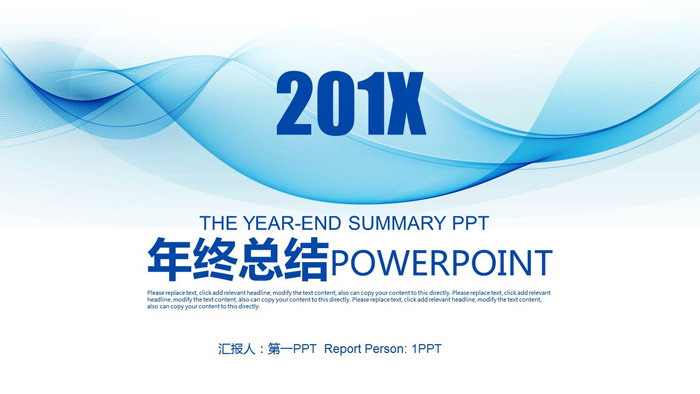 201X
THE YEAR-END SUMMARY PPT
年终总结POWERPOINT
Please replace text, click add relevant headline, modify the text content, also can copy your content to this directly. Please replace text, click add relevant
headline, modify the text content, also can copy your content to this directly. Please replace text, click add relevant headline, modify the text content,
also can copy your content to this directly.
汇报人：第一PPT Report Person: 1PPT